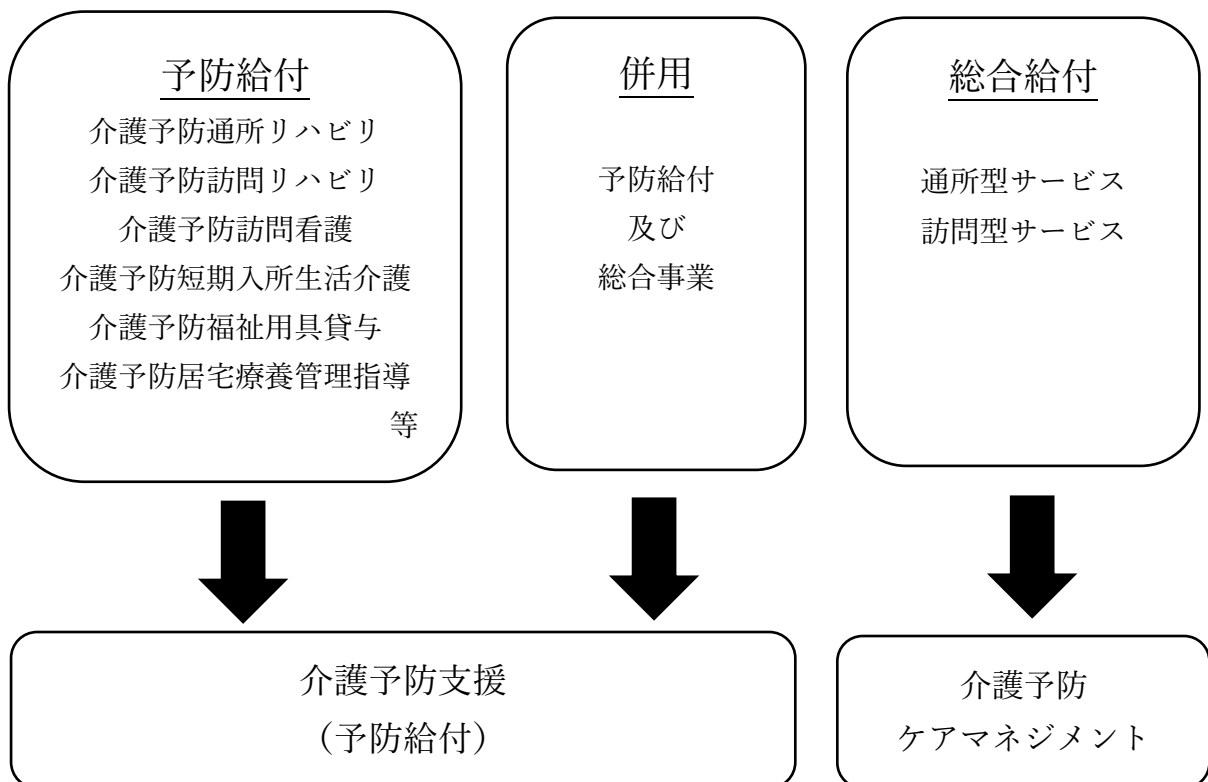 予防給付
介護予防通所リハビリ
介護予防訪問リハビリ
介護予防訪問看護
介護予防短期入所生活介護
介護予防福祉用具貸与
介護予防居宅療養管理指導
等
併用
予防給付
及び
総合事業
総合給付
通所型サービス
訪問型サービス
介護予防支援
（予防給付）
介護予防
ケアマネジメント